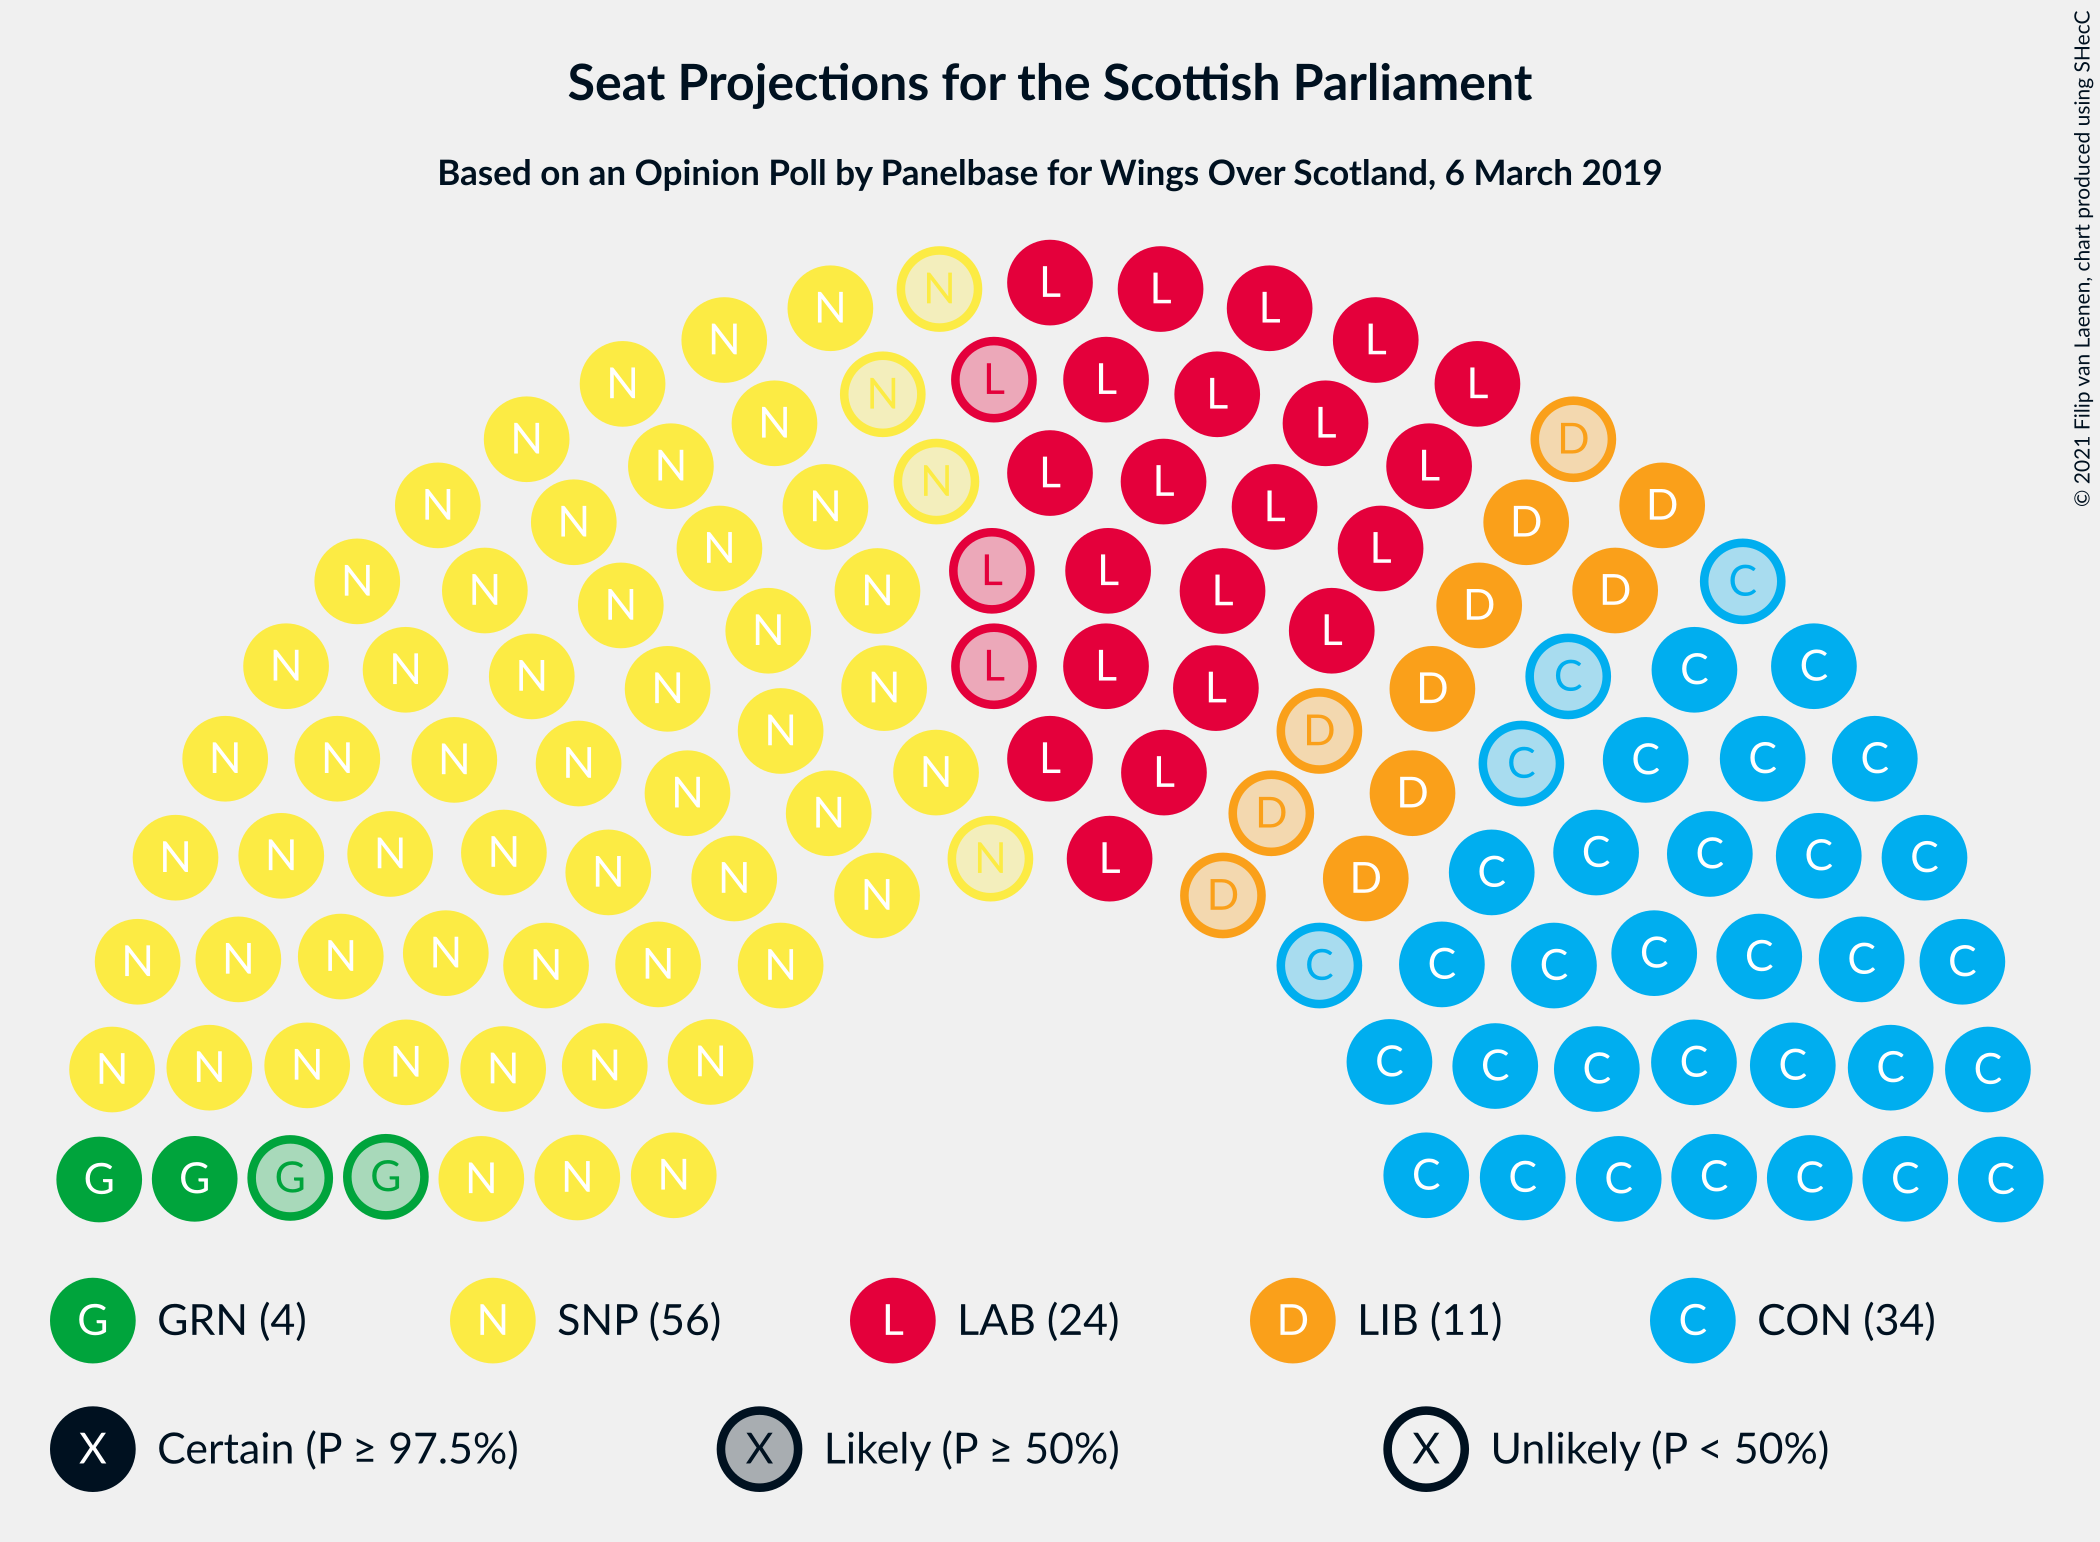 Seat Projections for the Scottish Parliament
Based on an Opinion Poll by Panelbase for Wings Over Scotland, 6 March 2019
© 2021 Filip van Laenen, chart produced using SHecC
N N N L L L L L
N N N L L L L L D
N N N L L L L D D
N N N L L L L D D C
N N N N L L L D C C C
N N N N N L L D C C C C
N N N N N N N L D D C C C C C
N N N N N N N N D C C C C C C
N N N N N N N C C C C C C C
N N N N N N N C C C C C C C
G G G G N N N C C C C C C C
G GRN (4) N SNP (56) L LAB (24) D LIB (11) C CON (34)
X Certain (P ≥ 97.5%) X Likely (P ≥ 50%) X Unlikely (P < 50%)